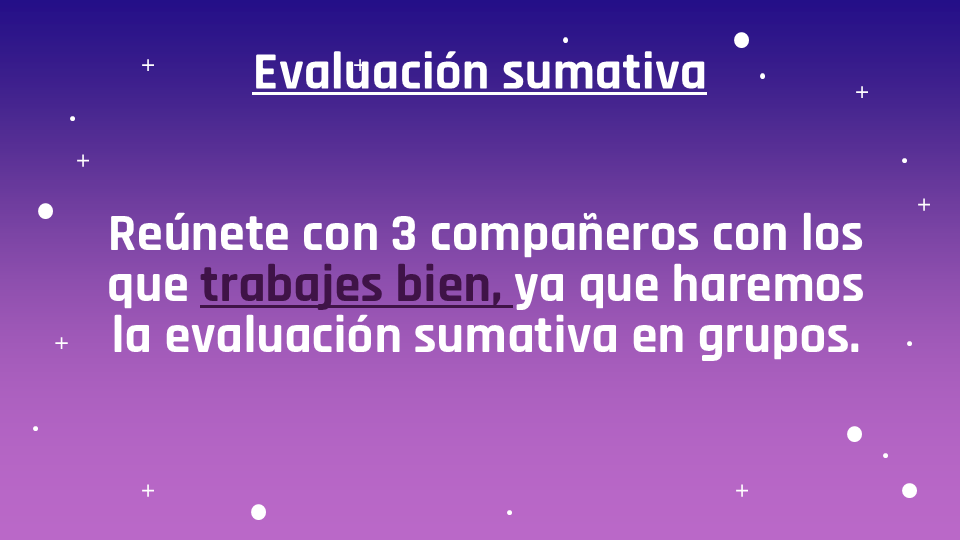 Evaluación sumativa
Reúnete con 3 compañeros con los
que trabajes bien, ya que haremos
la evaluación sumativa en grupos.